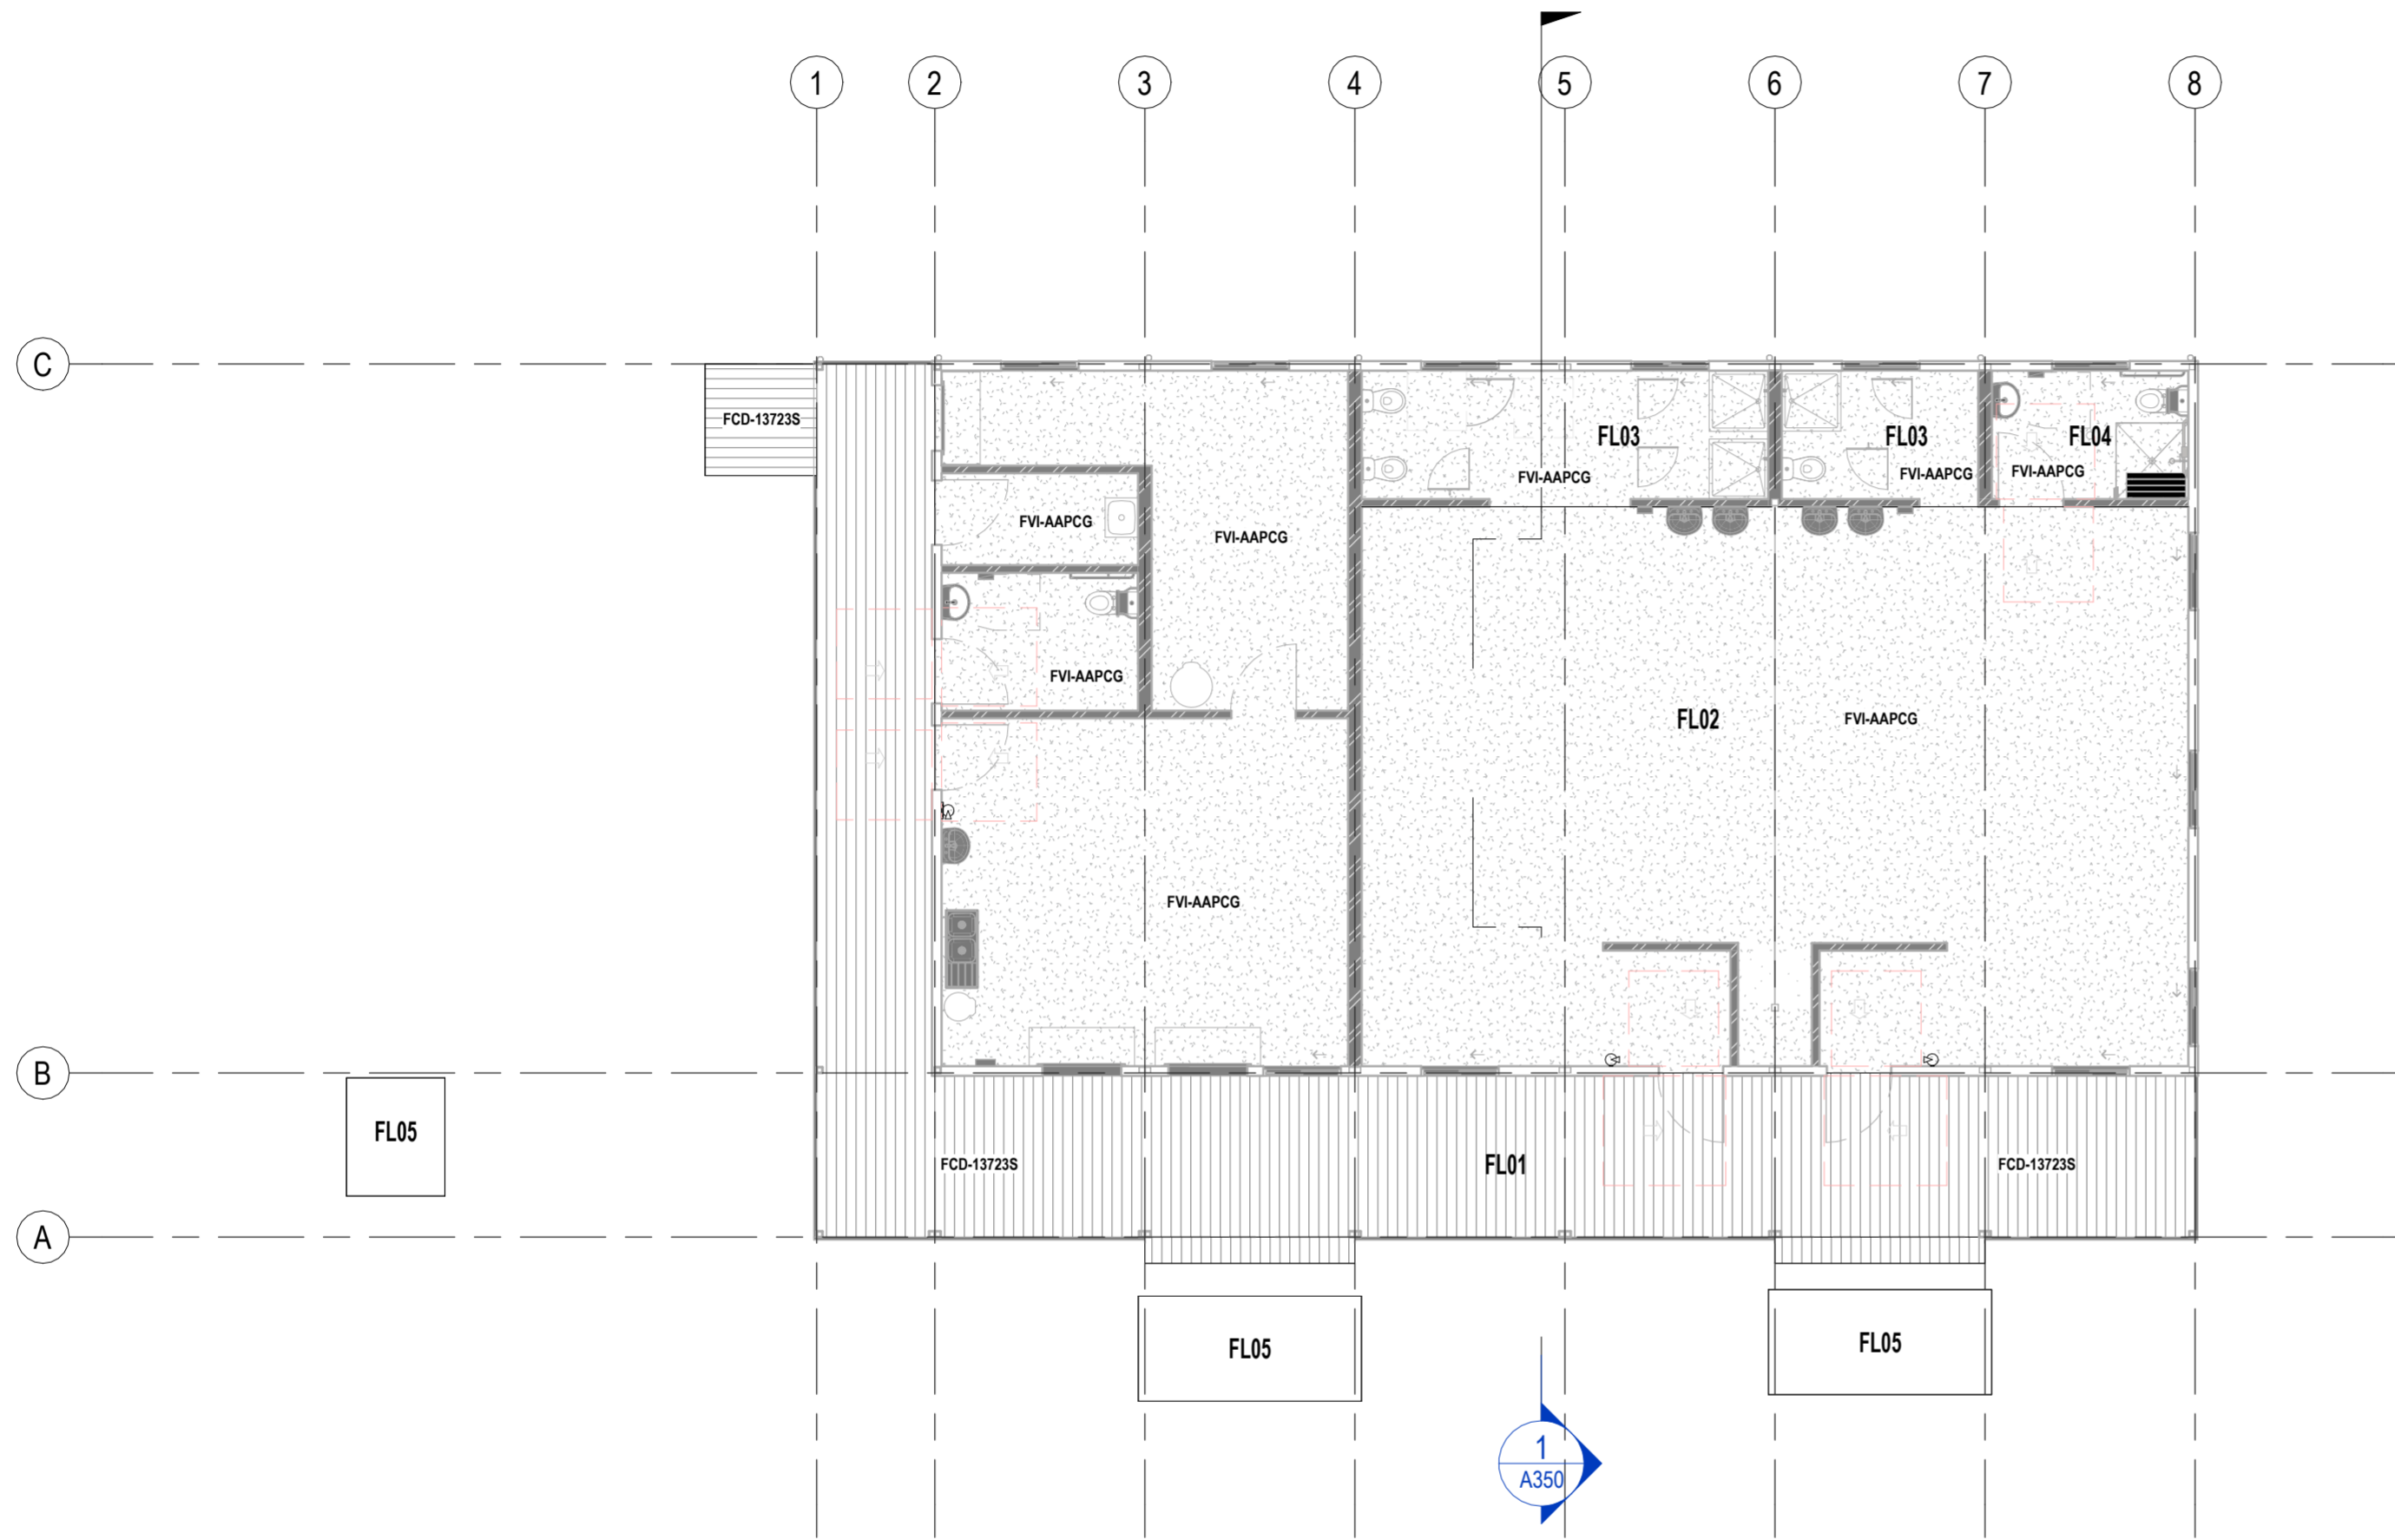 1 2 3 4 5 6 7 8
C
FCD-13723S
FL03 FL03 FL04
FVI-AAPCG FVI-AAPCG FVI-AAPCG
FVI-AAPCG
FVI-AAPCG
FVI-AAPCG
FL02 FVI-AAPCG
FVI-AAPCG
B
FL05
FCD-13723S FL01 FCD-13723S
A
FL05 FL05
1
A350